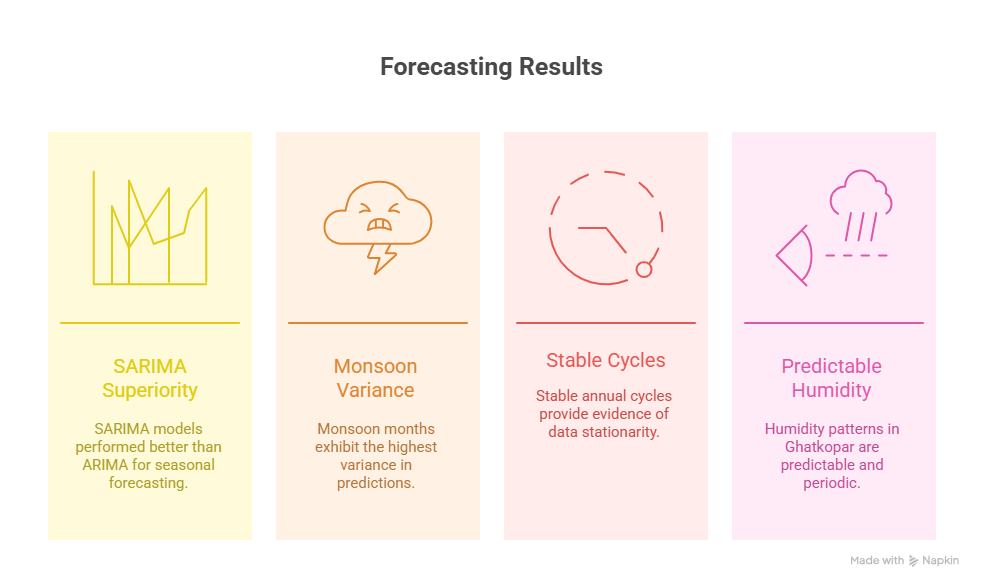 Forecasting Results
SARIMA
Superiority
SARIMA models
performed better than
ARIMA for seasonal
forecasting.
Monsoon
Variance
Monsoon months
exhibit the highest
variance in
predictions.
Stable Cycles
Stable annual cycles
provide evidence of
data stationarity.
Predictable
Humidity
Humidity patterns in
Ghatkopar are
predictable and
periodic.
Made with Napkin